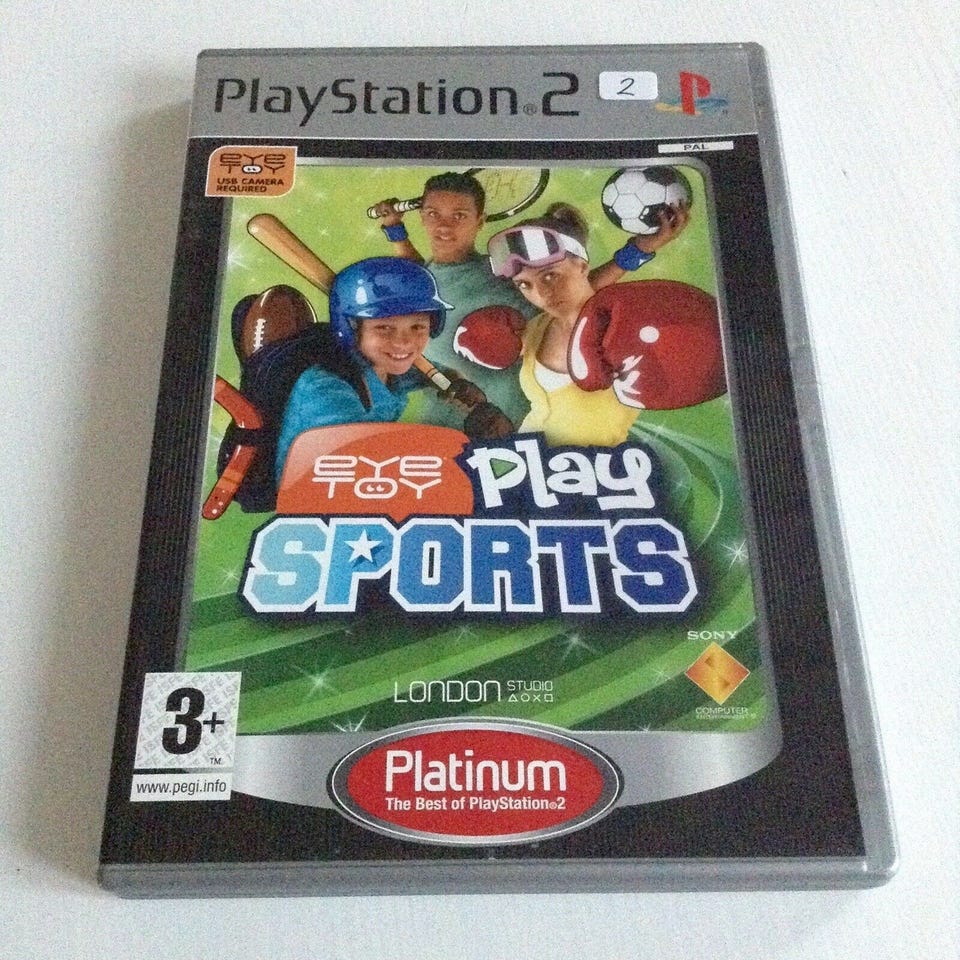 PlayStation®2
2
PAL
EYE
TOY
USB CAMERA
REQUIRED
EYE
TOY™
Play
SPORTS
SONY
COMPUTER
ENTERTAINMENT®
LONDON STUDIO
3+
TM
www.pegi.info
Platinum
The Best of PlayStation®2